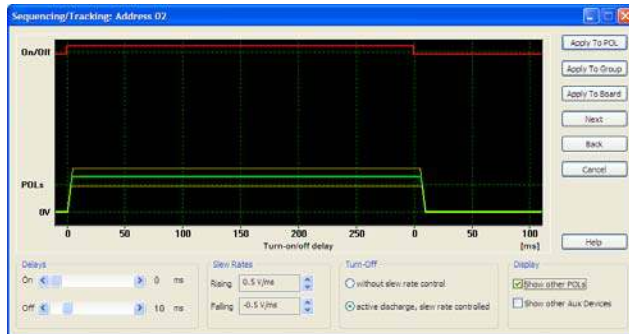 Sequencing/Tracking: Address 02
On/Off
POLs
0V
0 50 100 150 200 250 0 50 100
Turn-on/off delay [ms]
Apply To POL
Apply To Group
Apply To Board
Next
Back
Cancel
Help
Delays
On 0 ms
Off 10 ms
Slew Rates
Rising 0.5 V/ms
Falling -0.5 V/ms
Turn-Off
without slew rate control
active discharge, slew rate controlled
Display
Show other POLs
Show other Aux Devices